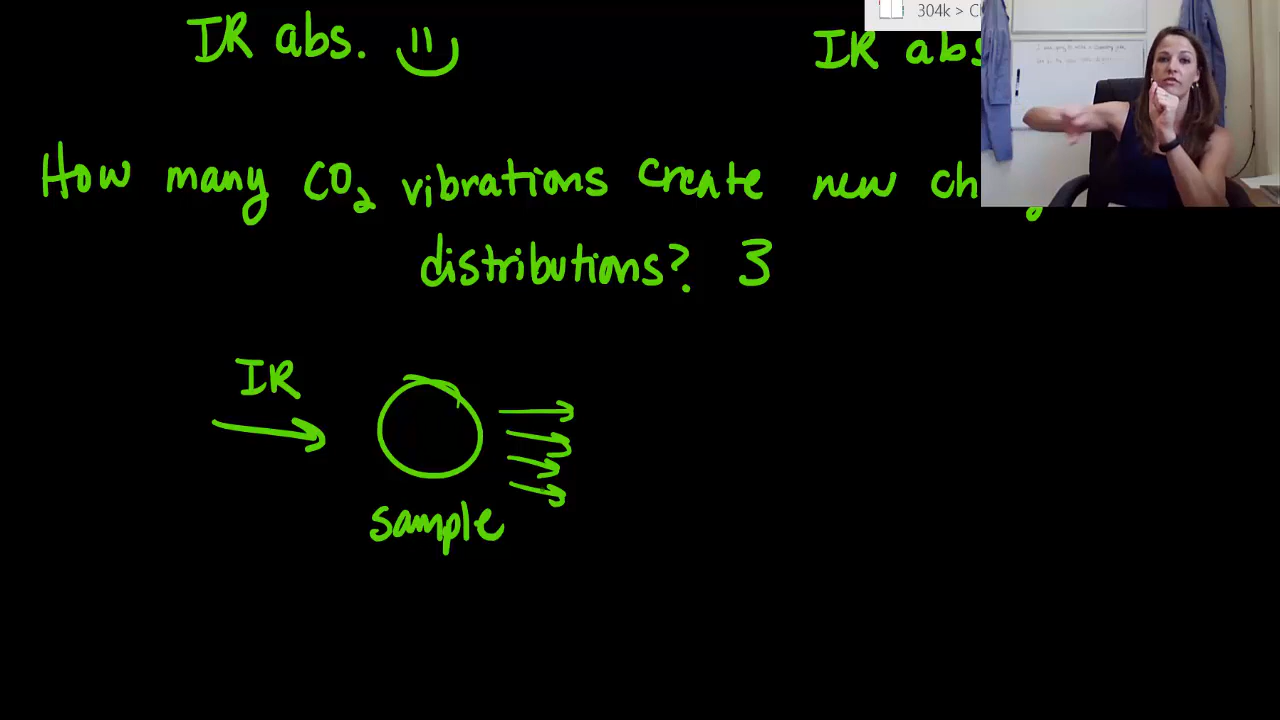 304k > C
IR abs.
IR abs
How many CO₂ vibrations create new ch
distributions? 3
IR
sample